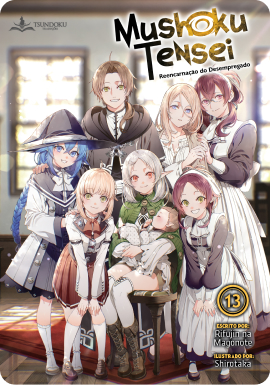 TSUNDOKU
Mushoku
Tensei
Reencarnação do Desempregado
13
ESCRITO POR:
Rifujin na
Magonote
ILUSTRADO POR:
Shirotaka